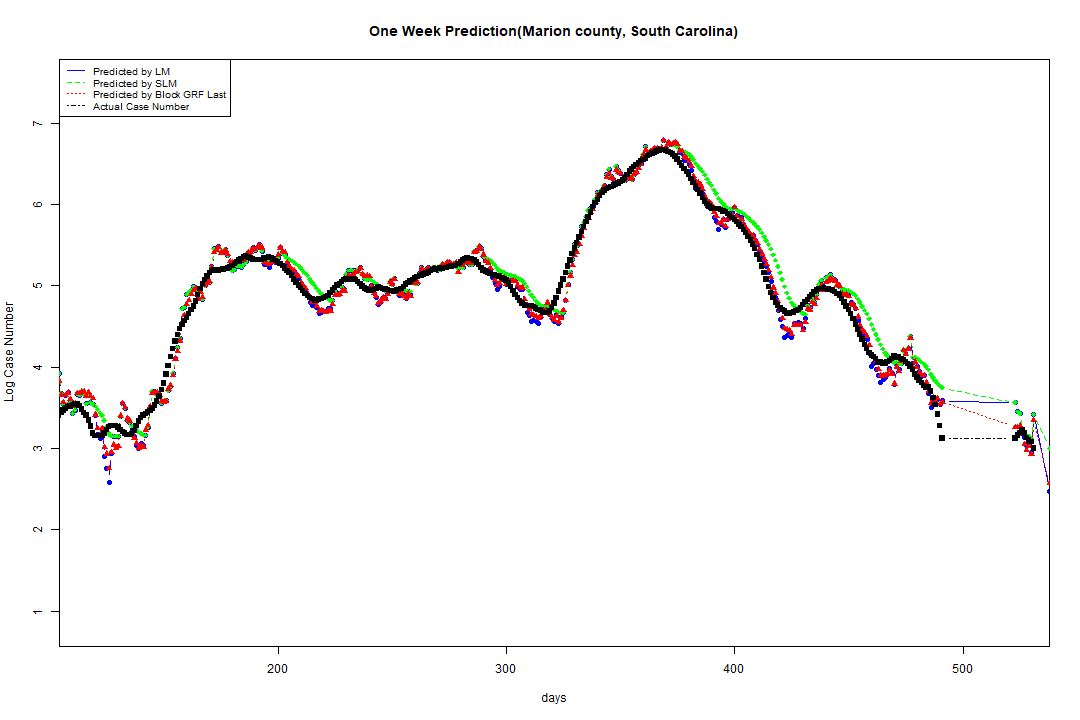 One Week Prediction(Marion county, South Carolina)
Predicted by LM
Predicted by SLM
Predicted by Block GRF Last
Actual Case Number
Log Case Number
7
6
5
4
3
2
1
200
300
400
500
days